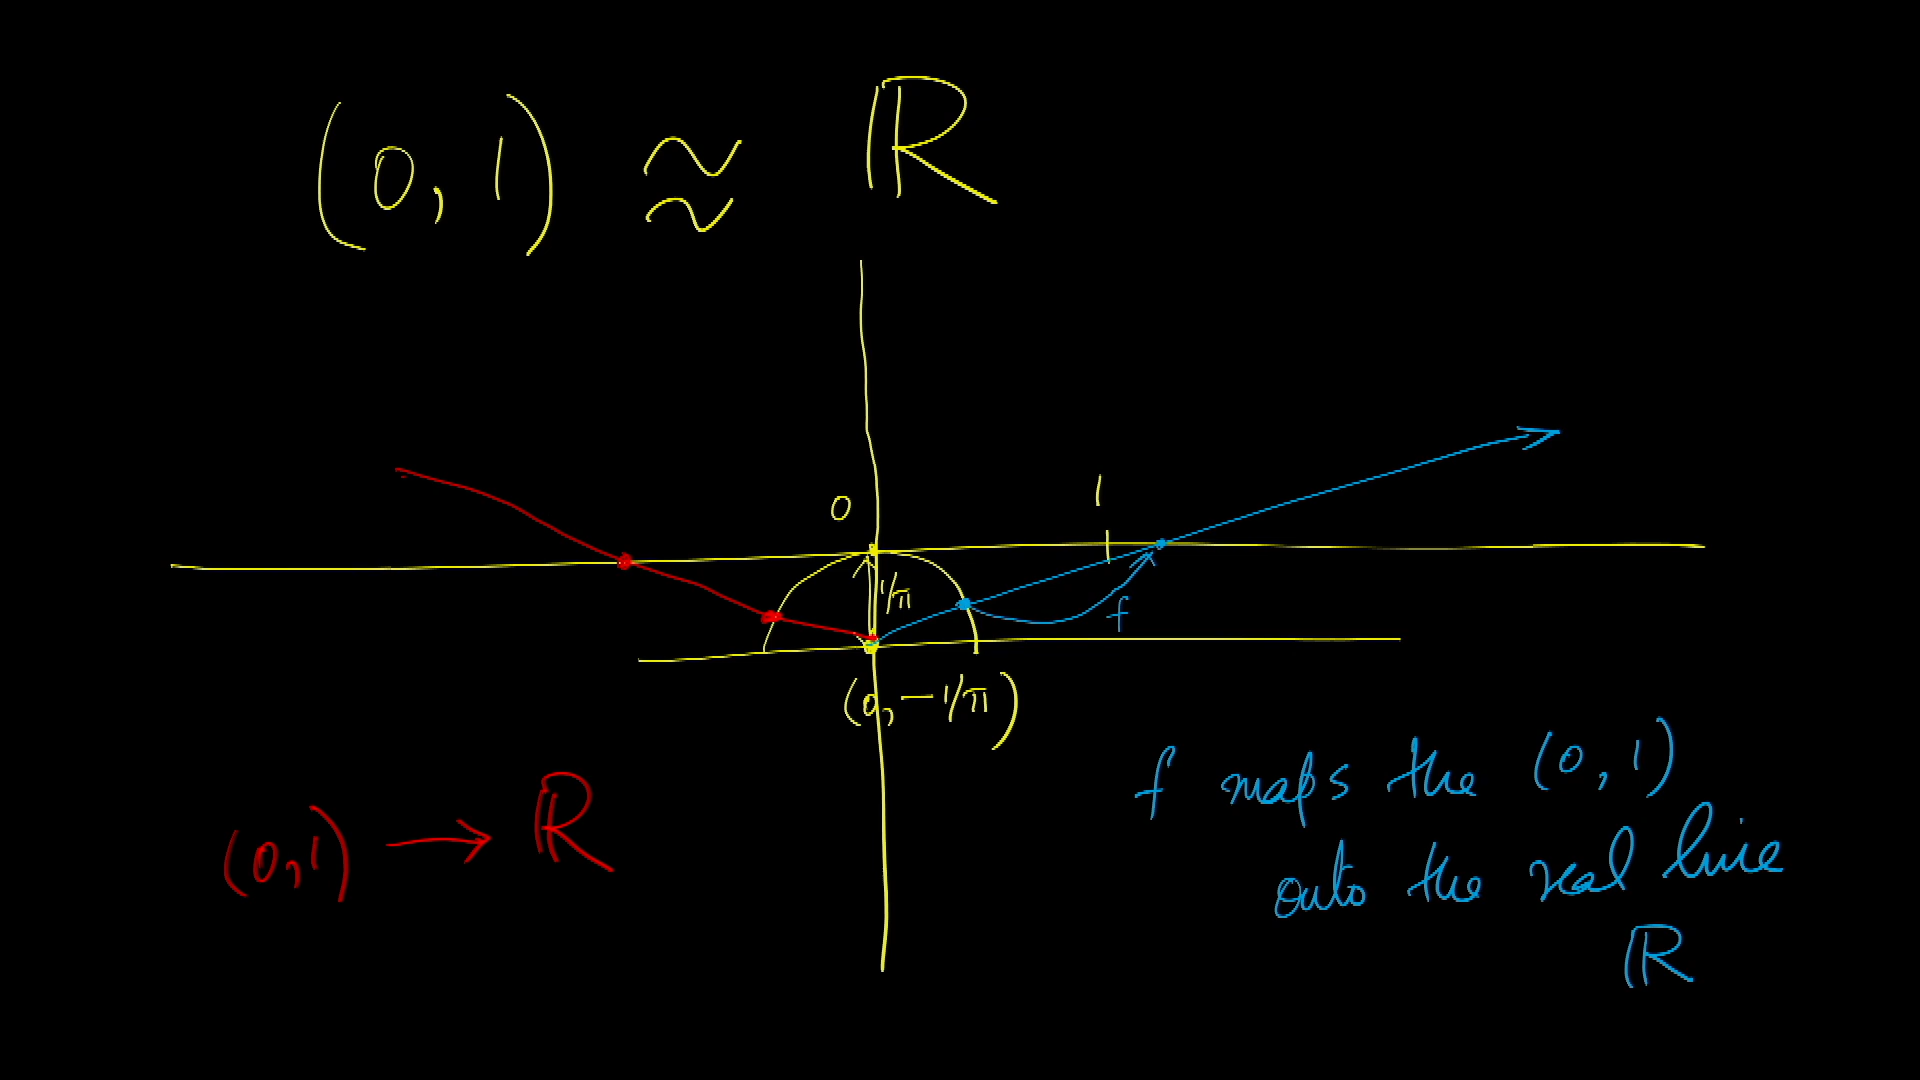 (0, 1) ≈ ℝ
0
1
1/π
f
(0, -1/π)
(0,1) → ℝ
f maps the (0, 1)
onto the real line
ℝ